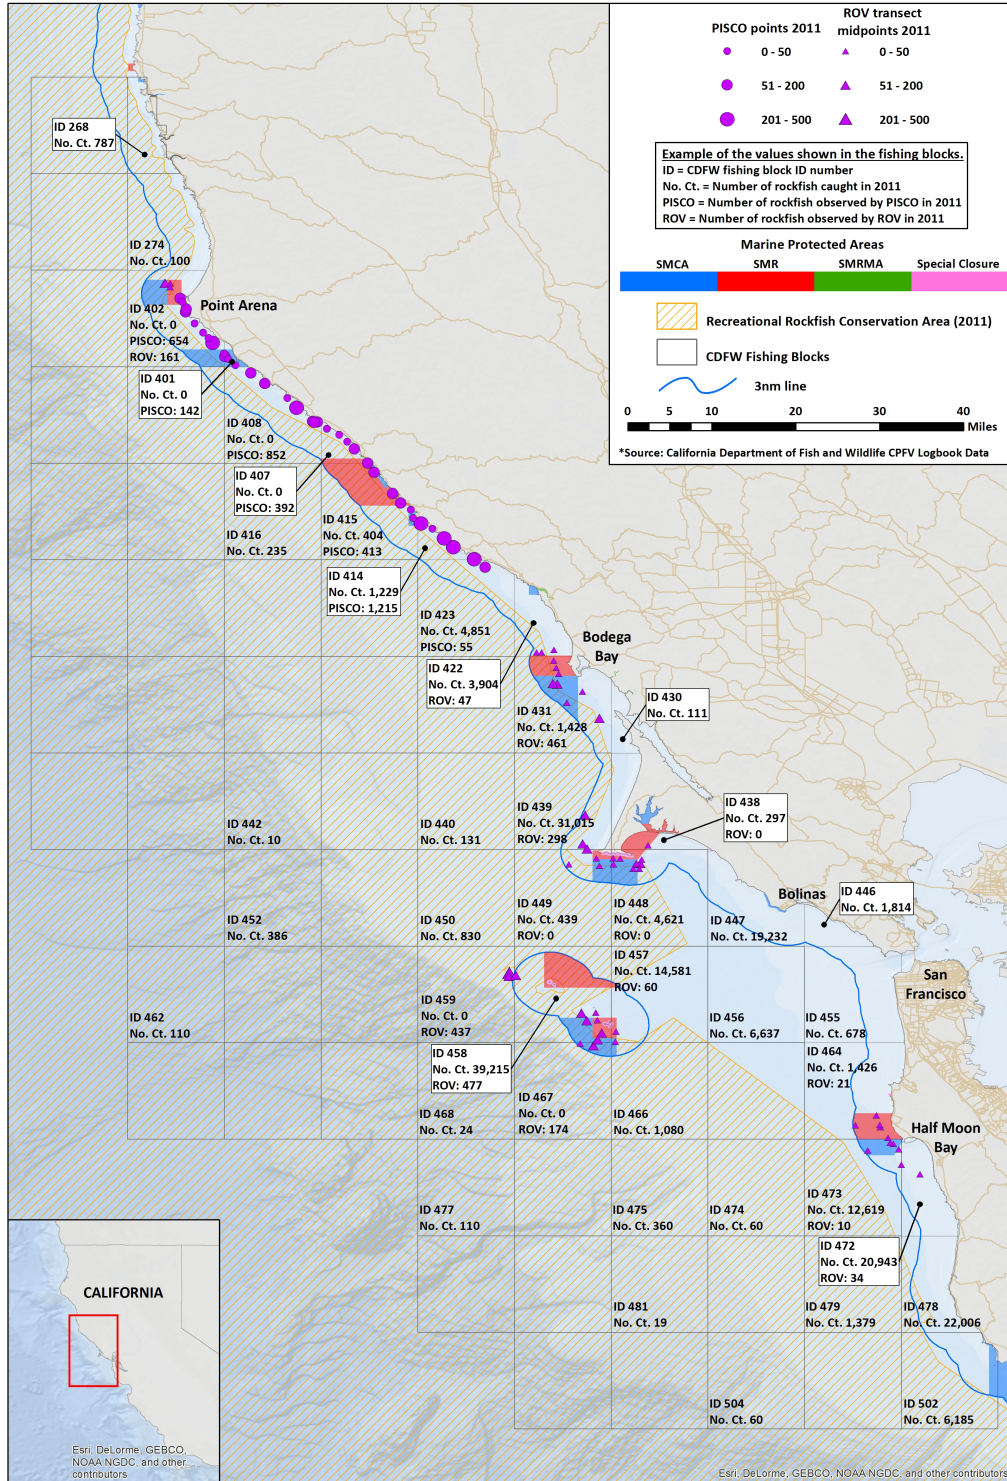 PISCO points 2011
ROV transect
midpoints 2011
0 - 50
0 - 50
51 - 200
51 - 200
201 - 500
201 - 500
Example of the values shown in the fishing blocks.
ID = CDFW fishing block ID number
No. Ct. = Number of rockfish caught in 2011
PISCO = Number of rockfish observed by PISCO in 2011
ROV = Number of rockfish observed by ROV in 2011
Marine Protected Areas
SMCA
SMR
SMRMA
Special Closure
Recreational Rockfish Conservation Area (2011)
CDFW Fishing Blocks
3nm line
0 5 10 20 30 40
Miles
*Source: California Department of Fish and Wildlife CPFV Logbook Data
ID 268
No. Ct. 787
ID 274
No. Ct. 100
Point Arena
ID 402
No. Ct. 0
PISCO: 654
ROV: 161
ID 401
No. Ct. 0
PISCO: 142
ID 408
No. Ct. 0
PISCO: 852
ID 407
No. Ct. 0
PISCO: 392
ID 416
No. Ct. 235
ID 415
No. Ct. 404
PISCO: 413
ID 414
No. Ct. 1,229
PISCO: 1,215
ID 423
No. Ct. 4,851
PISCO: 55
Bodega
Bay
ID 422
No. Ct. 3,904
ROV: 47
ID 430
No. Ct. 111
ID 431
No. Ct. 1,428
ROV: 461
ID 438
No. Ct. 297
ROV: 0
ID 442
No. Ct. 10
ID 440
No. Ct. 131
ID 439
No. Ct. 31,015
ROV: 298
Bolinas
ID 446
No. Ct. 1,814
ID 452
No. Ct. 386
ID 450
No. Ct. 830
ID 449
No. Ct. 439
ROV: 0
ID 448
No. Ct. 4,621
ROV: 0
ID 447
No. Ct. 19,232
ID 457
No. Ct. 14,581
ROV: 60
San
Francisco
ID 462
No. Ct. 110
ID 459
No. Ct. 0
ROV: 437
ID 456
No. Ct. 6,637
ID 455
No. Ct. 678
ID 458
No. Ct. 39,215
ROV: 477
ID 464
No. Ct. 1,426
ROV: 21
ID 468
No. Ct. 24
ID 467
No. Ct. 0
ROV: 174
ID 466
No. Ct. 1,080
Half Moon
Bay
ID 477
No. Ct. 110
ID 475
No. Ct. 360
ID 474
No. Ct. 60
ID 473
No. Ct. 12,619
ROV: 10
ID 472
No. Ct. 20,943
ROV: 34
CALIFORNIA
ID 481
No. Ct. 19
ID 479
No. Ct. 1,379
ID 478
No. Ct. 22,006
ID 504
No. Ct. 60
ID 502
No. Ct. 6,185
Esri, DeLorme, GEBCO,
NOAA NGDC, and other
contributors
Esri, DeLorme, GEBCO, NOAA NGDC, and other contributors